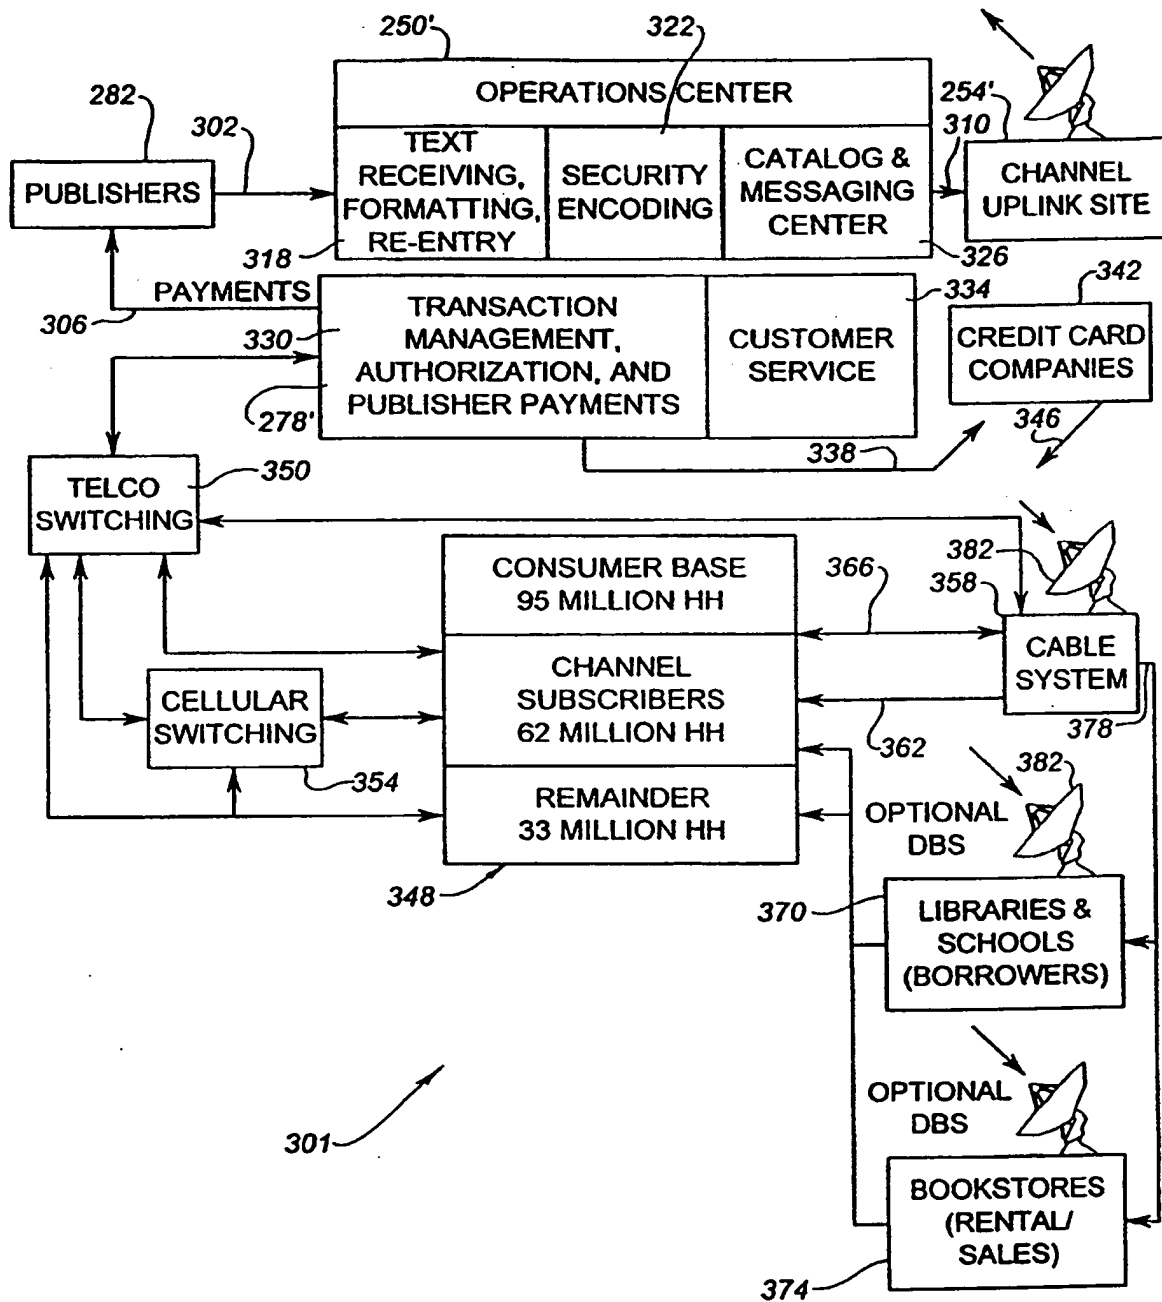 250'
322
OPERATIONS CENTER
282
302
254'
310
PUBLISHERS
TEXT
RECEIVING,
FORMATTING,
RE-ENTRY
318
SECURITY
ENCODING
CATALOG &
MESSAGING
CENTER
326
CHANNEL
UPLINK SITE
PAYMENTS
306
330
TRANSACTION
MANAGEMENT,
AUTHORIZATION, AND
PUBLISHER PAYMENTS
278'
334
CUSTOMER
SERVICE
342
CREDIT CARD
COMPANIES
346
338
350
TELCO
SWITCHING
CONSUMER BASE
95 MILLION HH
366
382
358
CABLE
SYSTEM
378
CHANNEL
SUBSCRIBERS
62 MILLION HH
362
CELLULAR
SWITCHING
354
REMAINDER
33 MILLION HH
348
382
OPTIONAL
DBS
370
LIBRARIES &
SCHOOLS
(BORROWERS)
301
OPTIONAL
DBS
BOOKSTORES
(RENTAL/
SALES)
374